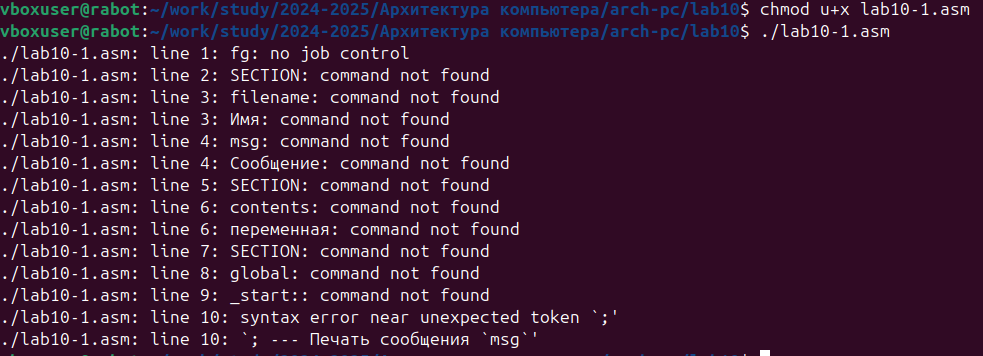 vboxuser@rabot:~/work/study/2024-2025/Архитектура компьютера/arch-pc/lab10$ chmod u+x lab10-1.asm
vboxuser@rabot:~/work/study/2024-2025/Архитектура компьютера/arch-pc/lab10$ ./lab10-1.asm
./lab10-1.asm: line 1: fg: no job control
./lab10-1.asm: line 2: SECTION: command not found
./lab10-1.asm: line 3: filename: command not found
./lab10-1.asm: line 3: Имя: command not found
./lab10-1.asm: line 4: msg: command not found
./lab10-1.asm: line 4: Сообщение: command not found
./lab10-1.asm: line 5: SECTION: command not found
./lab10-1.asm: line 6: contents: command not found
./lab10-1.asm: line 6: переменная: command not found
./lab10-1.asm: line 7: SECTION: command not found
./lab10-1.asm: line 8: global: command not found
./lab10-1.asm: line 9: _start:: command not found
./lab10-1.asm: line 10: syntax error near unexpected token `;'
./lab10-1.asm: line 10: `; --- Печать сообщения `msg`'